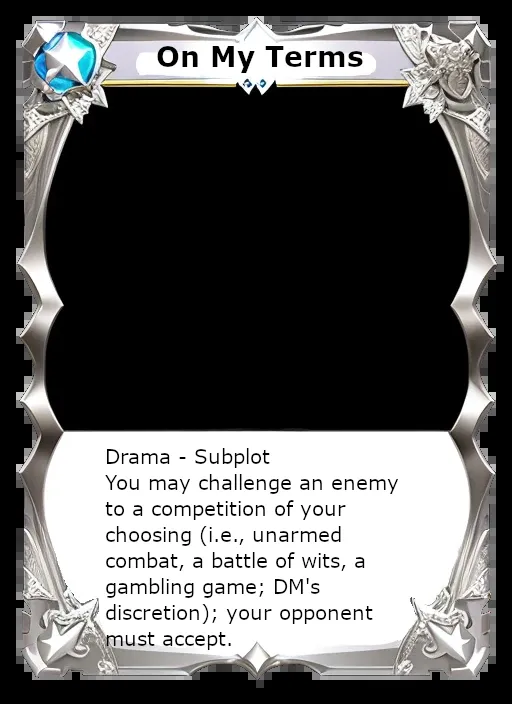 On My Terms
Drama - Subplot
You may challenge an enemy
to a competition of your
choosing (i.e., unarmed
combat, a battle of wits, a
gambling game; DM's
discretion); your opponent
must accept.